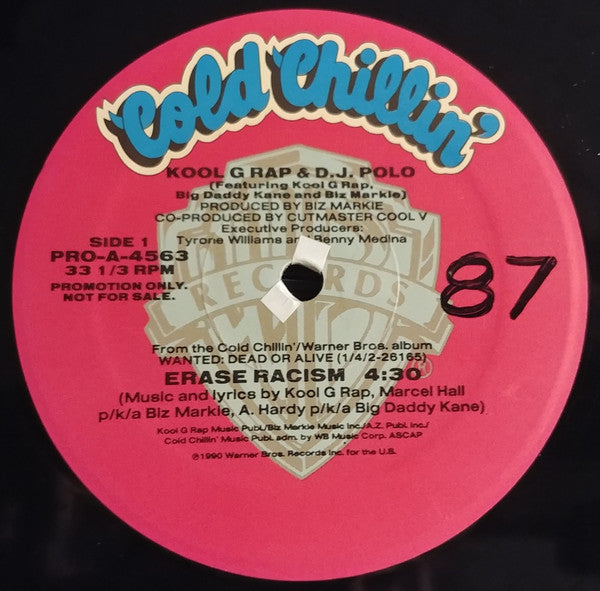 'Cold Chillin'
KOOL G RAP & D.J. POLO
(Featuring Kool G Rap,
Big Daddy Kane and Biz Markie)
PRODUCED BY BIZ MARKIE
CO-PRODUCED BY CUTMASTER COOL V
Executive Producers:
Tyrone Williams and Benny Medina
SIDE 1
PRO-A-4563
33 1/3 RPM
PROMOTION ONLY.
NOT FOR SALE.
RECORDS
87
From the Cold Chillin'/Warner Bros. album
WANTED: DEAD OR ALIVE (1/4/2-26165)
®
ERASE RACISM 4:30
(Music and lyrics by Kool G Rap, Marcel Hall
p/k/a Biz Markie, A. Hardy p/k/a Big Daddy Kane)
Kool G Rap Music Publ./Biz Markie Music Inc./A.Z. Publ. Inc./
Cold Chillin' Music Publ. adm. by WB Music Corp. ASCAP
℗1990 Warner Bros. Records Inc. for the U.S.